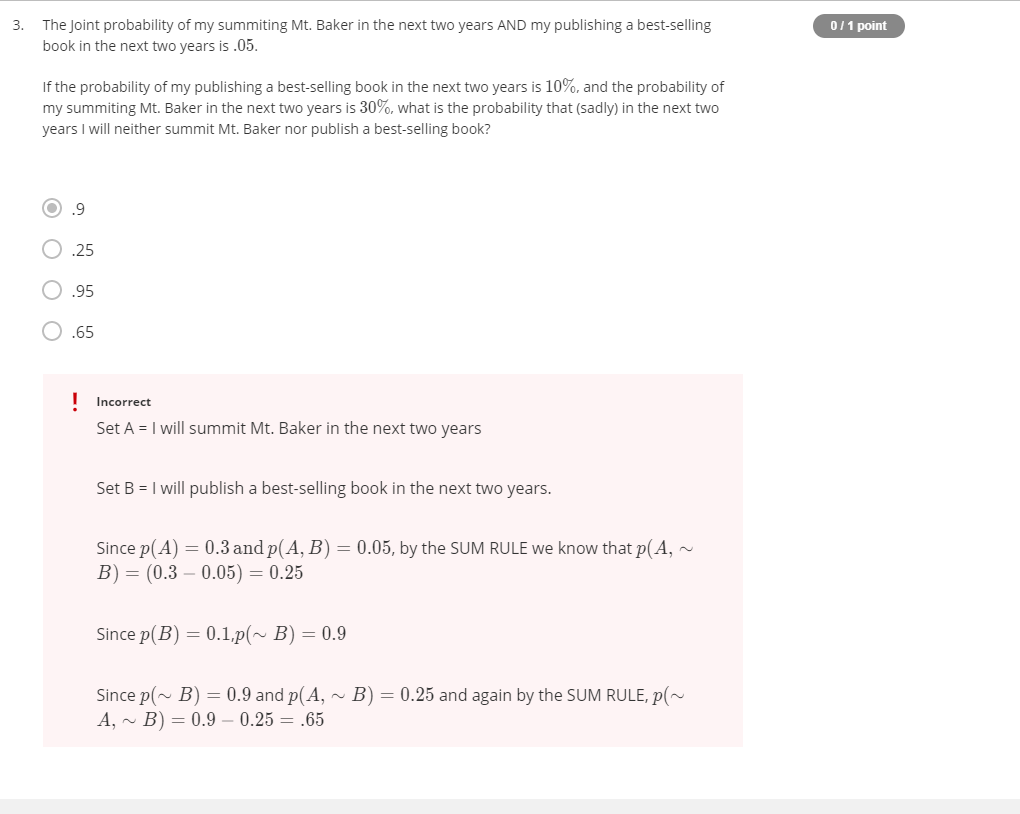 3. The Joint probability of my summiting Mt. Baker in the next two years AND my publishing a best-selling
0 / 1 point
book in the next two years is .05.
If the probability of my publishing a best-selling book in the next two years is 10%, and the probability of
my summiting Mt. Baker in the next two years is 30%, what is the probability that (sadly) in the next two
years I will neither summit Mt. Baker nor publish a best-selling book?
.9
.25
.95
.65
! Incorrect
Set A = I will summit Mt. Baker in the next two years
Set B = I will publish a best-selling book in the next two years.
Since p(A) = 0.3 and p(A, B) = 0.05, by the SUM RULE we know that p(A, ∼
B) = (0.3 − 0.05) = 0.25
Since p(B) = 0.1,p(∼ B) = 0.9
Since p(∼ B) = 0.9 and p(A, ∼ B) = 0.25 and again by the SUM RULE, p(∼
A, ∼ B) = 0.9 − 0.25 = .65